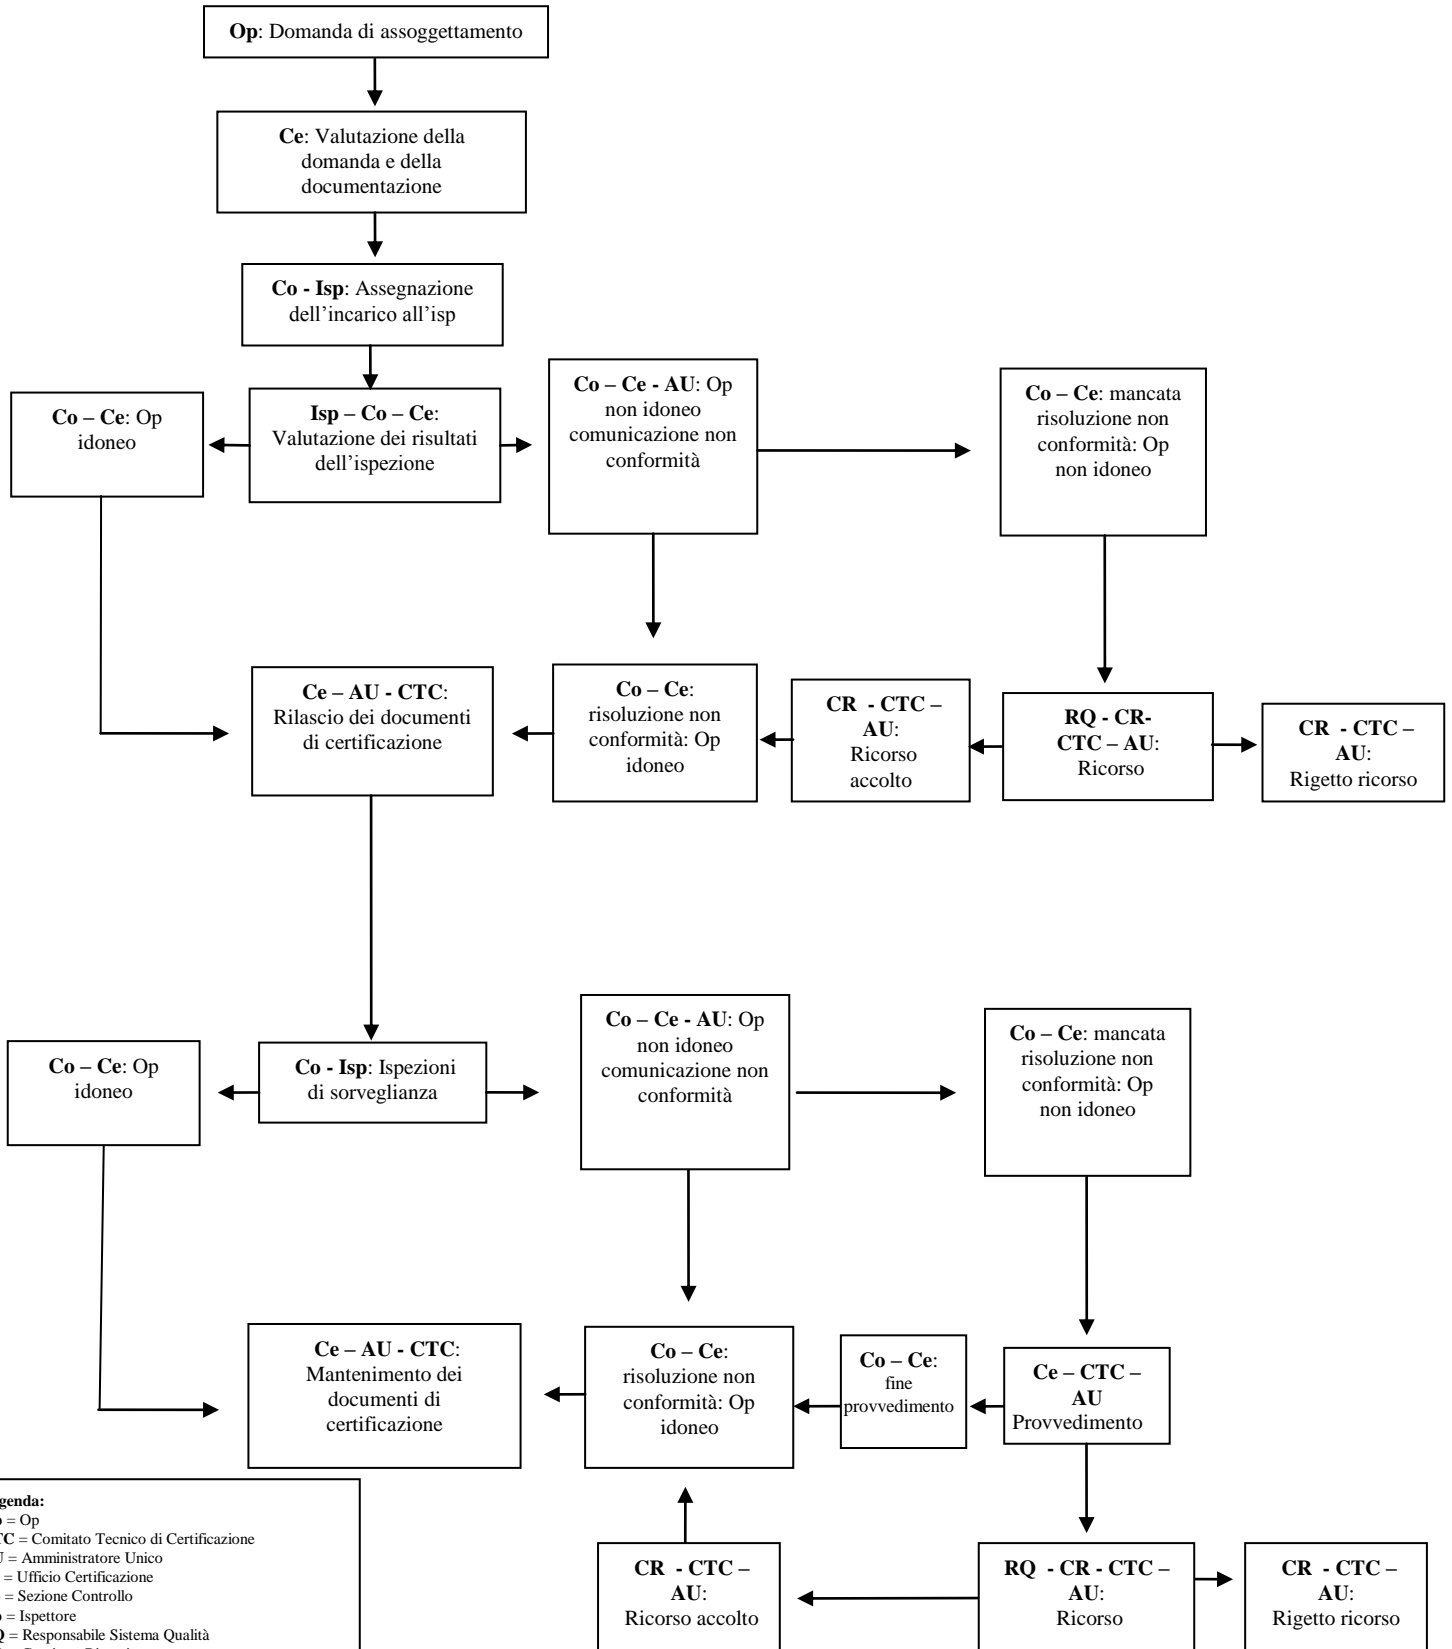 Op: Domanda di assoggettamento
Ce: Valutazione della
domanda e della
documentazione
Co - Isp: Assegnazione
dell’incarico all’isp
Co – Ce: Op
idoneo
Isp – Co – Ce:
Valutazione dei risultati
dell’ispezione
Co – Ce - AU: Op
non idoneo
comunicazione non
conformità
Co – Ce: mancata
risoluzione non
conformità: Op
non idoneo
Ce – AU - CTC:
Rilascio dei documenti
di certificazione
Co – Ce:
risoluzione non
conformità: Op
idoneo
CR - CTC –
AU:
Ricorso
accolto
RQ - CR-
CTC – AU:
Ricorso
CR - CTC –
AU:
Rigetto ricorso
Co – Ce: Op
idoneo
Co - Isp: Ispezioni
di sorveglianza
Co – Ce - AU: Op
non idoneo
comunicazione non
conformità
Co – Ce: mancata
risoluzione non
conformità: Op
non idoneo
Ce – AU - CTC:
Mantenimento dei
documenti di
certificazione
Co – Ce:
risoluzione non
conformità: Op
idoneo
Co – Ce:
fine
provvedimento
Ce – CTC –
AU
Provvedimento
genda:
= Op
TC = Comitato Tecnico di Certificazione
= Amministratore Unico
= Ufficio Certificazione
= Sezione Controllo
= Ispettore
Q = Responsabile Sistema Qualità
CR - CTC –
AU:
Ricorso accolto
RQ - CR - CTC –
AU:
Ricorso
CR - CTC –
AU:
Rigetto ricorso